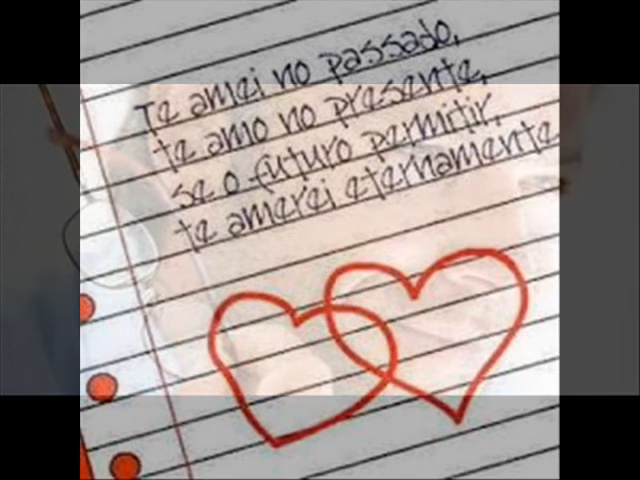 Te amei no passado,
te amo no presente,
se o futuro permitir,
te amarei eternamente